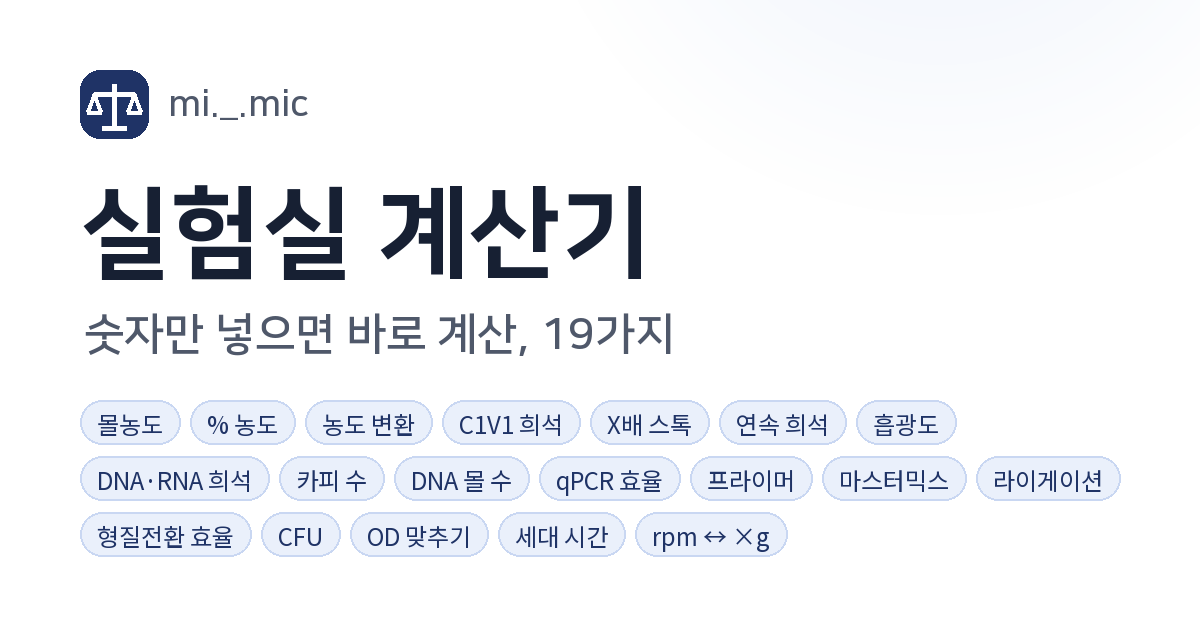 mi._.mic
실험실 계산기
숫자만 넣으면 바로 계산, 19가지
몰농도 % 농도 농도 변환 C1V1 희석 X배 스톡 연속 희석 흡광도
DNA·RNA 희석 카피 수 DNA 몰 수 qPCR 효율 프라이머 마스터믹스 라이게이션
형질전환 효율 CFU OD 맞추기 세대 시간 rpm ↔ ×g